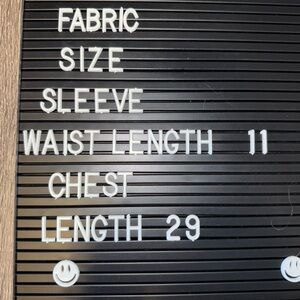 FABRIC
SIZE
SLEEVE
WAIST LENGTH 11
CHEST
LENGTH 29